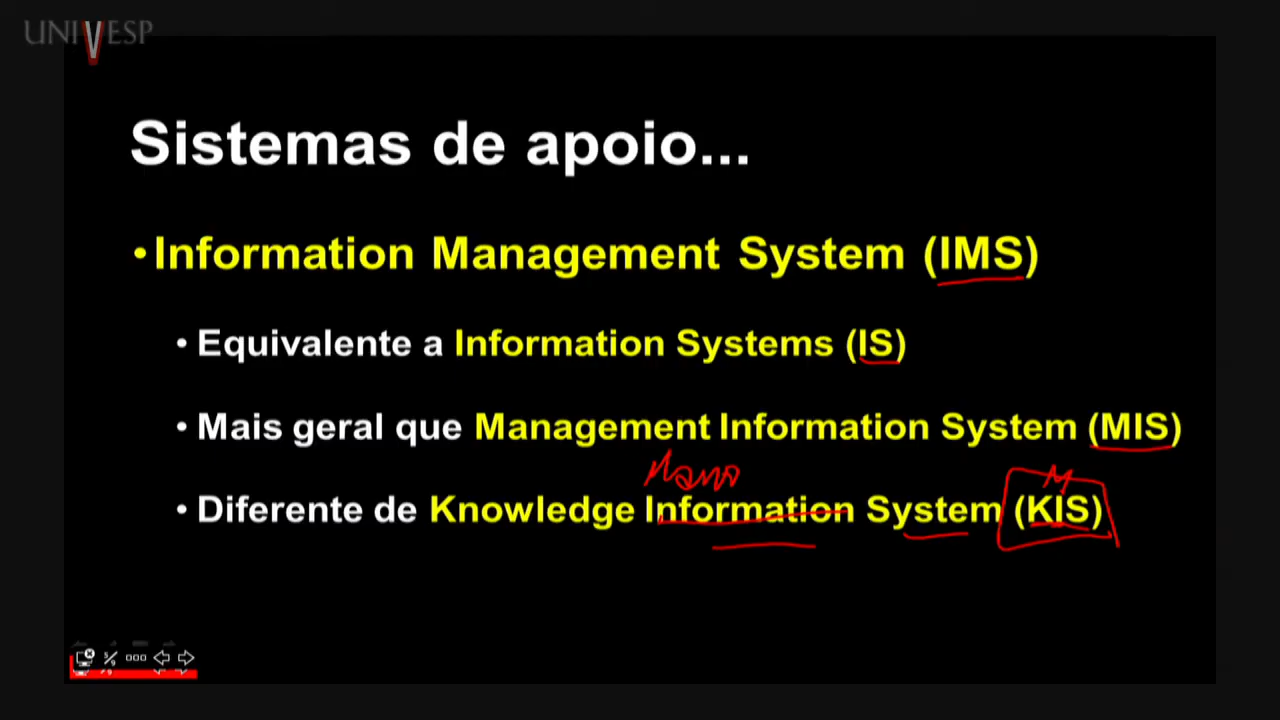 UNIVESP
Sistemas de apoio...
•Information Management System (IMS)
• Equivalente a Information Systems (IS)
• Mais geral que Management Information System (MIS)
M
• Diferente de Knowledge Information System (KIS)